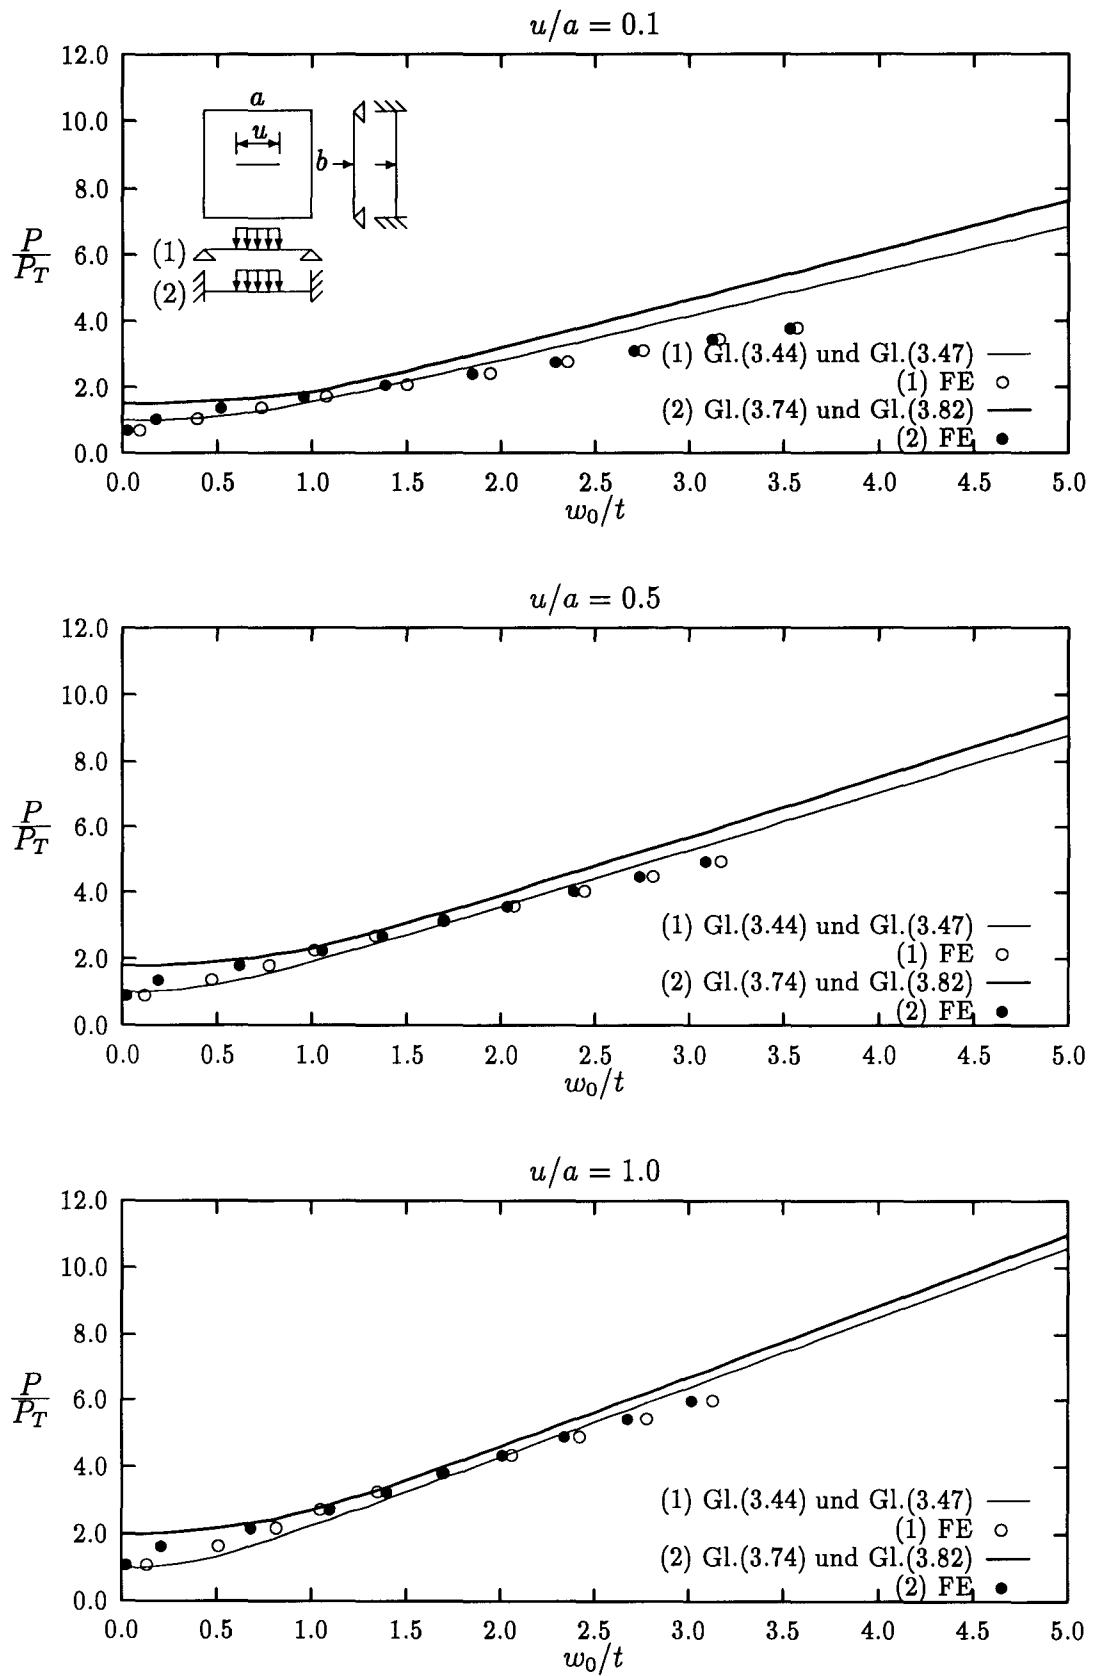 u/a = 0.1
12.0
10.0
8.0
6.0
4.0
2.0
0.0
P/P_T
a
u
b
(1)
(2)
(1) Gl.(3.44) und Gl.(3.47)
(1) FE
(2) Gl.(3.74) und Gl.(3.82)
(2) FE
0.0 0.5 1.0 1.5 2.0 2.5 3.0 3.5 4.0 4.5 5.0
w₀/t
u/a = 0.5
12.0
10.0
8.0
6.0
4.0
2.0
0.0
P/P_T
(1) Gl.(3.44) und Gl.(3.47)
(1) FE
(2) Gl.(3.74) und Gl.(3.82)
(2) FE
0.0 0.5 1.0 1.5 2.0 2.5 3.0 3.5 4.0 4.5 5.0
w₀/t
u/a = 1.0
12.0
10.0
8.0
6.0
4.0
2.0
0.0
P/P_T
(1) Gl.(3.44) und Gl.(3.47)
(1) FE
(2) Gl.(3.74) und Gl.(3.82)
(2) FE
0.0 0.5 1.0 1.5 2.0 2.5 3.0 3.5 4.0 4.5 5.0
w₀/t